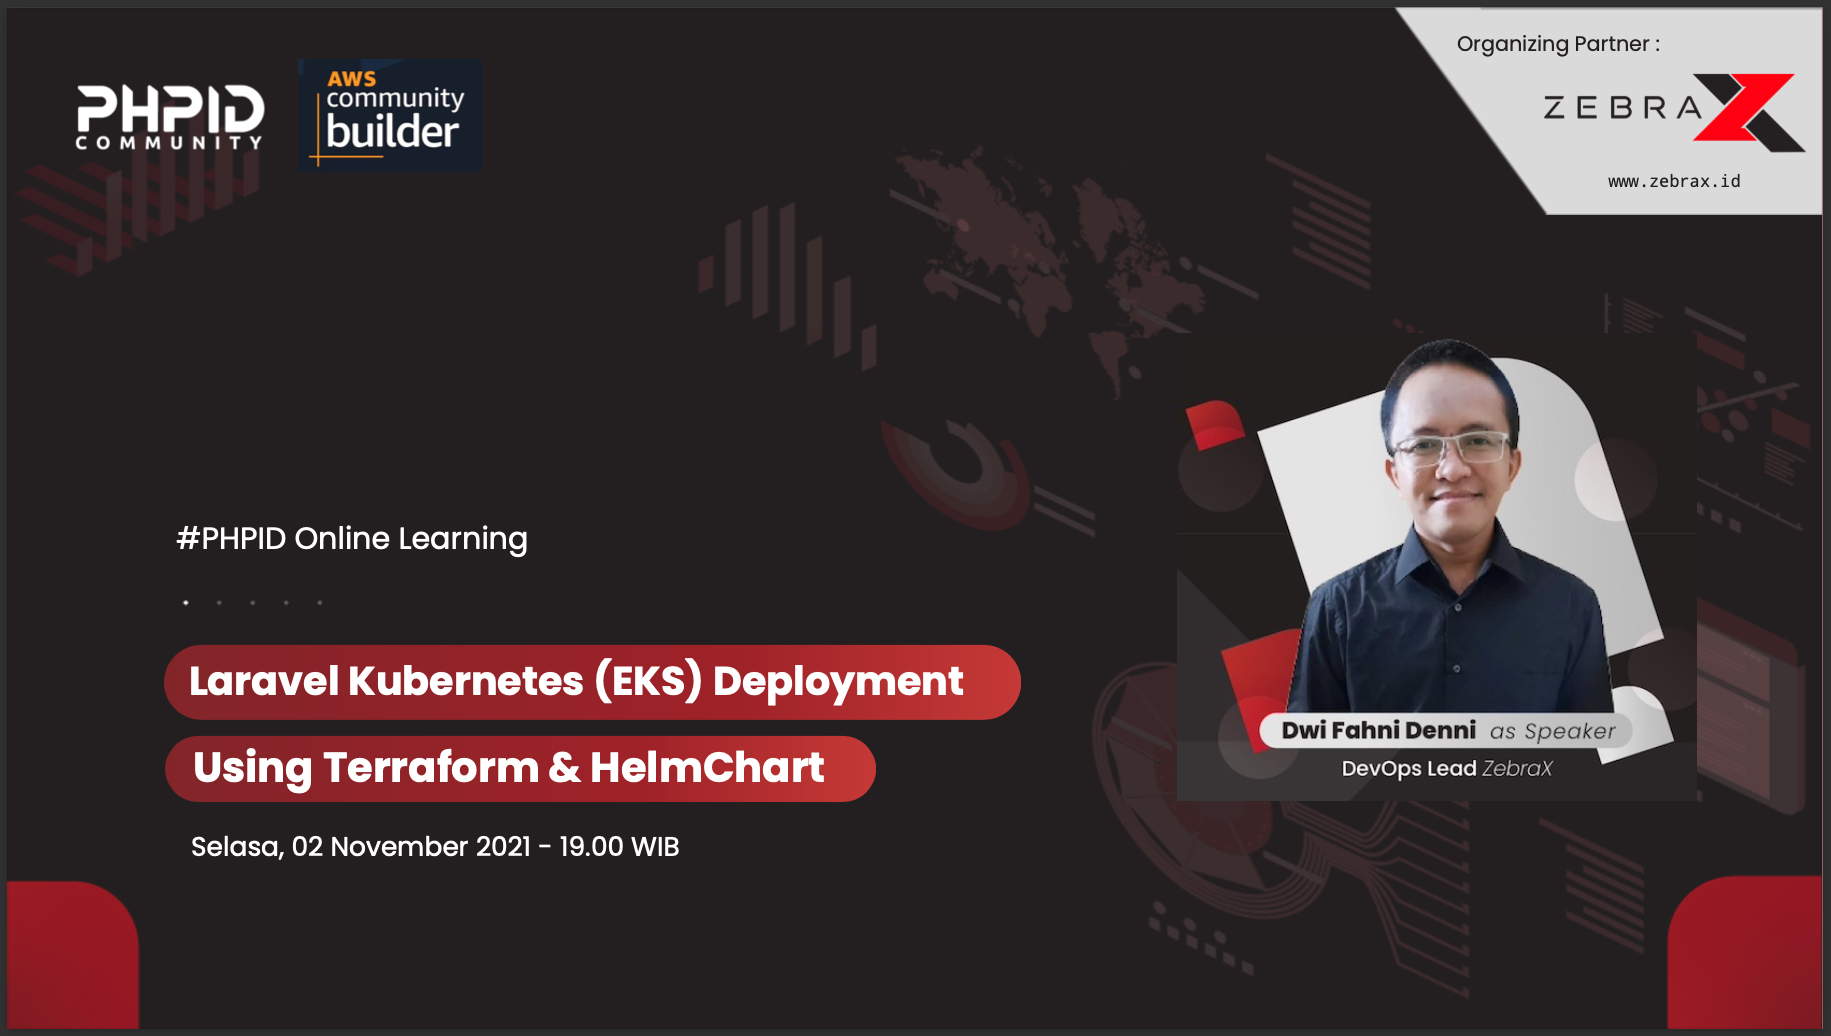 PHPID
COMMUNITY
AWS
community
builder
Organizing Partner :
ZEBRAX
www.zebrax.id
#PHPID Online Learning
Laravel Kubernetes (EKS) Deployment
Using Terraform & HelmChart
Selasa, 02 November 2021 - 19.00 WIB
Dwi Fahni Denni as Speaker
DevOps Lead ZebraX